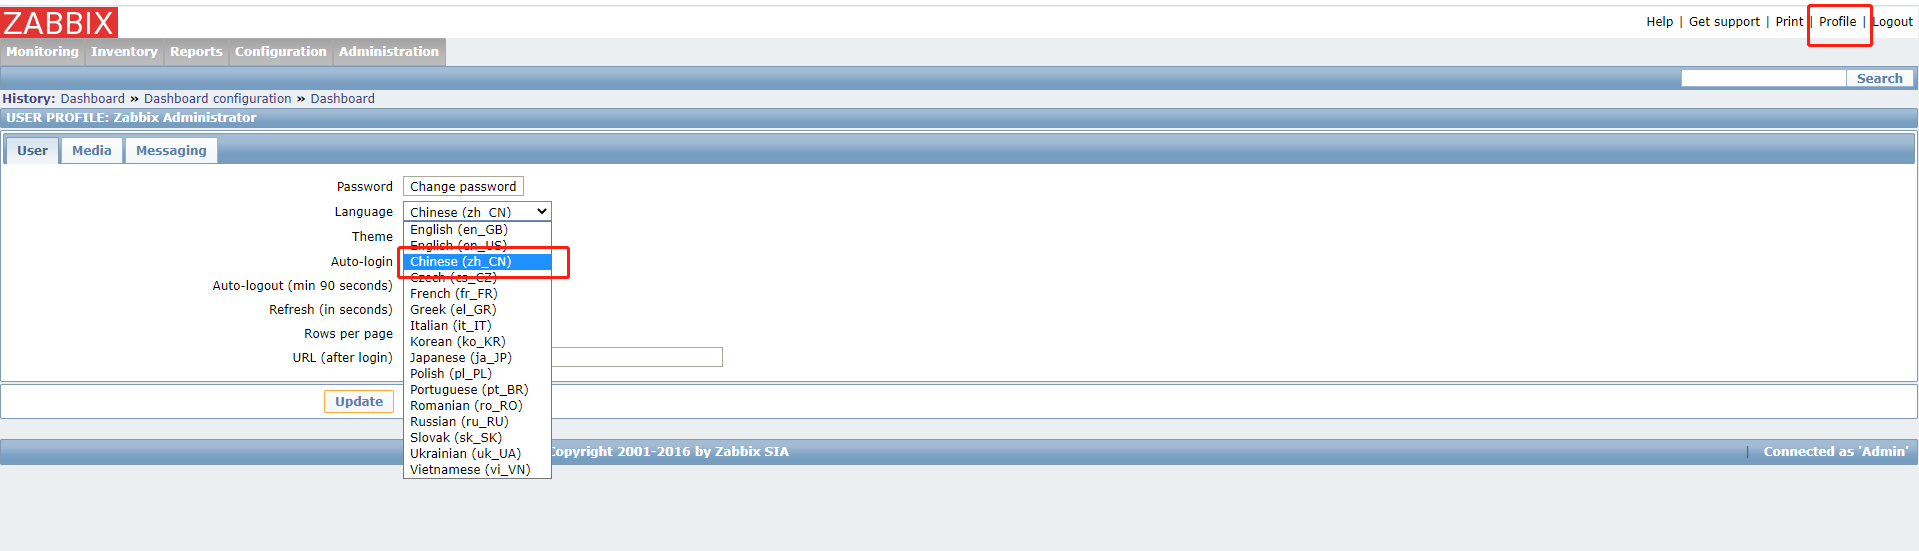 ZABBIX
Help | Get support | Print | Profile | Logout
Monitoring Inventory Reports Configuration Administration
Search
History: Dashboard » Dashboard configuration » Dashboard
USER PROFILE: Zabbix Administrator
User Media Messaging
Password Change password
Language Chinese (zh_CN)
Theme English (en_GB)
English (en_US)
Auto-login Chinese (zh_CN)
Czech (cs_CZ)
Auto-logout (min 90 seconds)
French (fr_FR)
Refresh (in seconds) Greek (el_GR)
Italian (it_IT)
Rows per page Korean (ko_KR)
URL (after login) Japanese (ja_JP)
Polish (pl_PL)
Portuguese (pt_BR)
Update Romanian (ro_RO)
Russian (ru_RU)
Slovak (sk_SK)
Ukrainian (uk_UA)
Vietnamese (vi_VN)
Copyright 2001-2016 by Zabbix SIA | Connected as 'Admin'